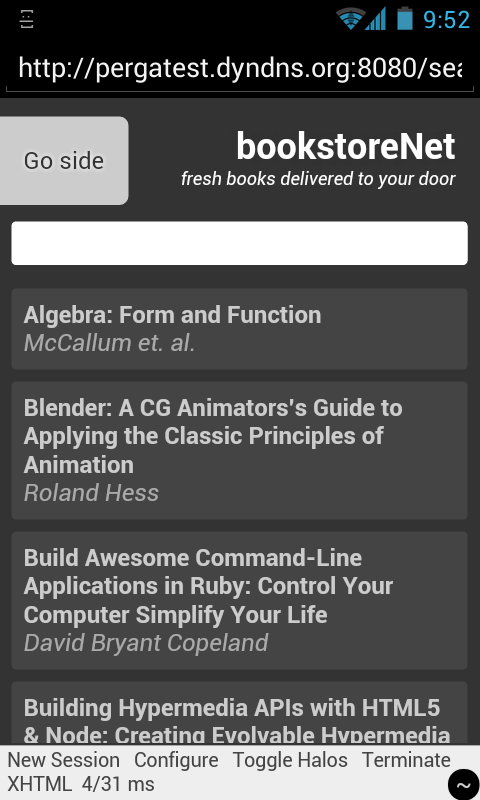 9:52
http://pergatest.dyndns.org:8080/sea
Go side
bookstoreNet
fresh books delivered to your door
Algebra: Form and Function
McCallum et. al.
Blender: A CG Animators's Guide to
Applying the Classic Principles of
Animation
Roland Hess
Build Awesome Command-Line
Applications in Ruby: Control Your
Computer Simplify Your Life
David Bryant Copeland
Building Hypermedia APIs with HTML5
& Node: Creating Evolvable Hypermedia
New Session Configure Toggle Halos Terminate
XHTML 4/31 ms
~